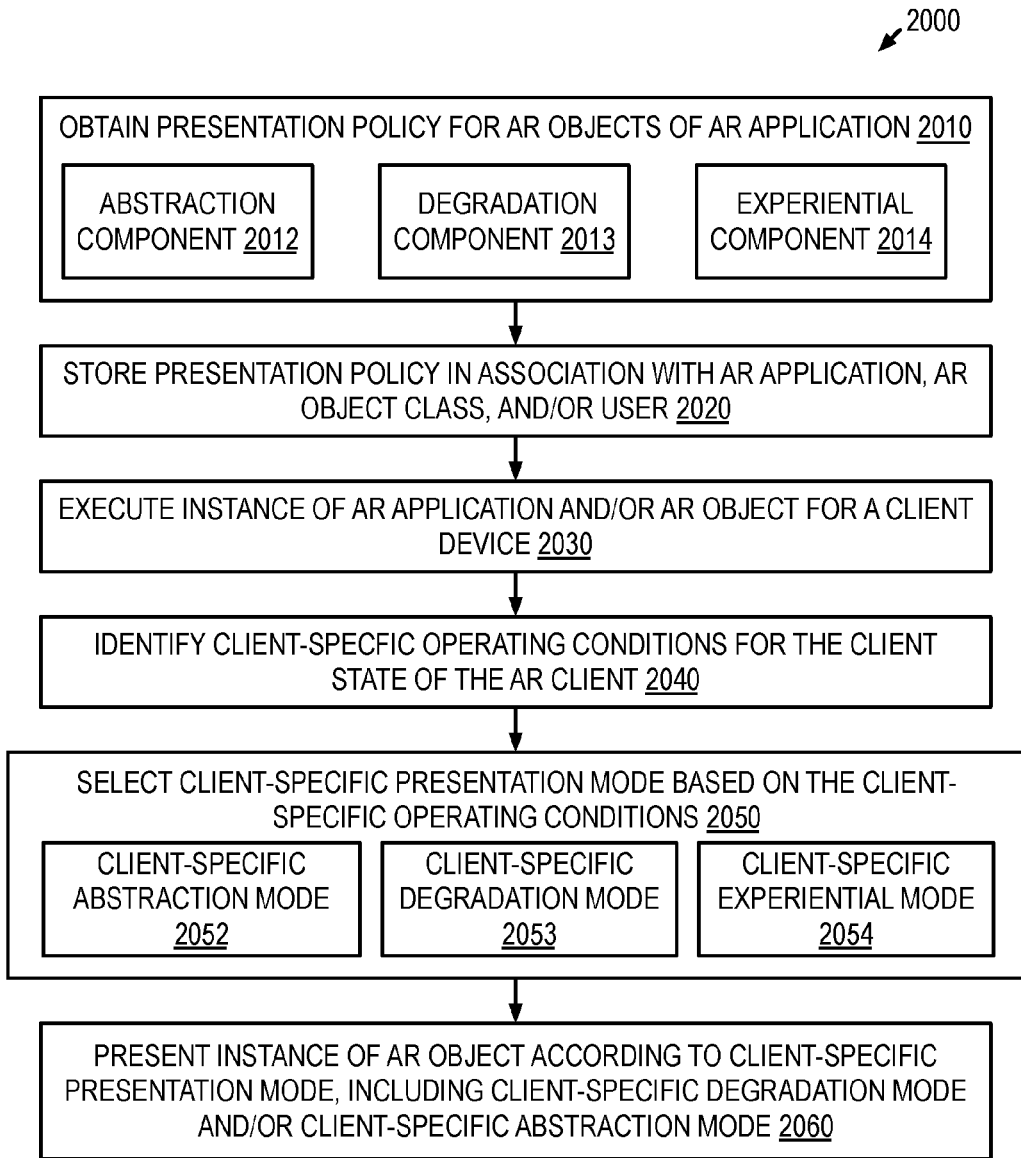 2000
OBTAIN PRESENTATION POLICY FOR AR OBJECTS OF AR APPLICATION 2010
ABSTRACTION
COMPONENT 2012
DEGRADATION
COMPONENT 2013
EXPERIENTIAL
COMPONENT 2014
STORE PRESENTATION POLICY IN ASSOCIATION WITH AR APPLICATION, AR
OBJECT CLASS, AND/OR USER 2020
EXECUTE INSTANCE OF AR APPLICATION AND/OR AR OBJECT FOR A CLIENT
DEVICE 2030
IDENTIFY CLIENT-SPECFIC OPERATING CONDITIONS FOR THE CLIENT
STATE OF THE AR CLIENT 2040
SELECT CLIENT-SPECIFIC PRESENTATION MODE BASED ON THE CLIENT-
SPECIFIC OPERATING CONDITIONS 2050
CLIENT-SPECIFIC
ABSTRACTION MODE
2052
CLIENT-SPECIFIC
DEGRADATION MODE
2053
CLIENT-SPECIFIC
EXPERIENTIAL MODE
2054
PRESENT INSTANCE OF AR OBJECT ACCORDING TO CLIENT-SPECIFIC
PRESENTATION MODE, INCLUDING CLIENT-SPECIFIC DEGRADATION MODE
AND/OR CLIENT-SPECIFIC ABSTRACTION MODE 2060